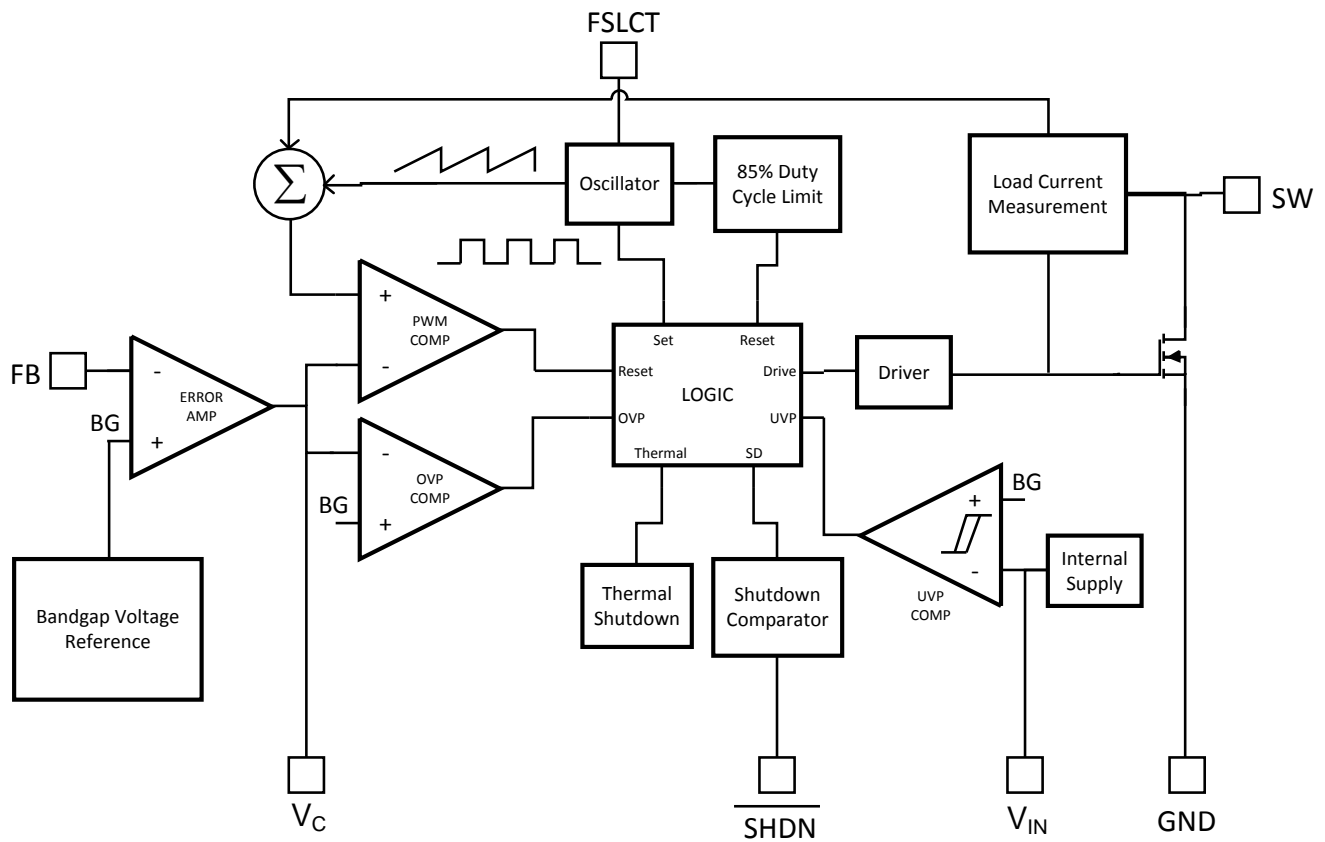 FSLCT
Σ
Oscillator
85% Duty
Cycle Limit
Load Current
Measurement
SW
+
PWM
COMP
-
Set
Reset
Reset
Drive
LOGIC
OVP
UVP
Thermal
SD
Driver
FB
-
ERROR
AMP
BG
+
-
OVP
COMP
BG
+
+
BG
-
UVP
COMP
Internal
Supply
Bandgap Voltage
Reference
Thermal
Shutdown
Shutdown
Comparator
VC
SHDN
VIN
GND